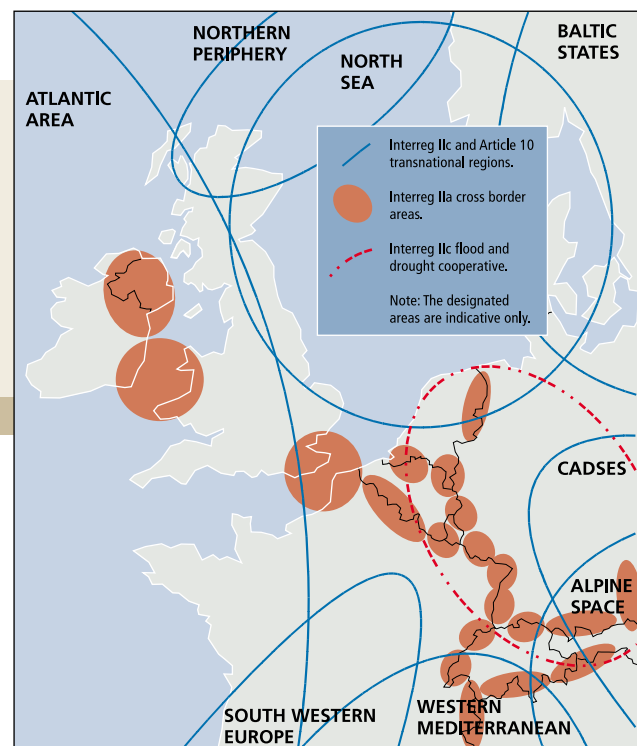 NORTHERN
PERIPHERY
NORTH
SEA
BALTIC
STATES
ATLANTIC
AREA
Interreg IIc and Article 10
transnational regions.
Interreg IIa cross border
areas.
Interreg IIc flood and
drought cooperative.
Note: The designated
areas are indicative only.
CADSES
ALPINE
SPACE
SOUTH WESTERN
EUROPE
WESTERN
MEDITERRANEAN